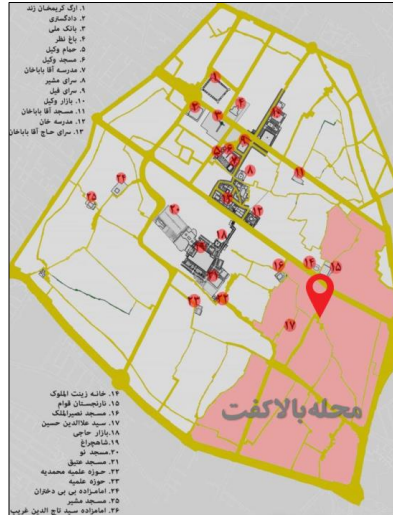 ۱. ارگ کریمخان زند
۲. دادگستری
۳. بانک ملی
۴. باغ نظر
۵. حمام وکیل
۶. مسجد وکیل
۷. مدرسه آقا باباخان
۸. سرای مشیر
۹. سرای فیل
۱۰. بازار وکیل
۱۱. مسجد آقا باباخان
۱۲. مدرسه خان
۱۳. سرای حاج آقا باباخان
محله بالاکفت
۱۴. خانه زینت الملوک
۱۵. نارنجستان قوام
۱۶. مسجد نصیرالملک
۱۷. سید علاالدین حسین
۱۸. بازار حاجی
۱۹. شاهچراغ
۲۰. مسجد نو
۲۱. مسجد عتیق
۲۲. حوزه علمیه محمدیه
۲۳. حوزه علمیه
۲۴. امامزاده بی بی دختران
۲۵. مسجد مشیر
۲۶. امامزاده سید تاج الدین غریب